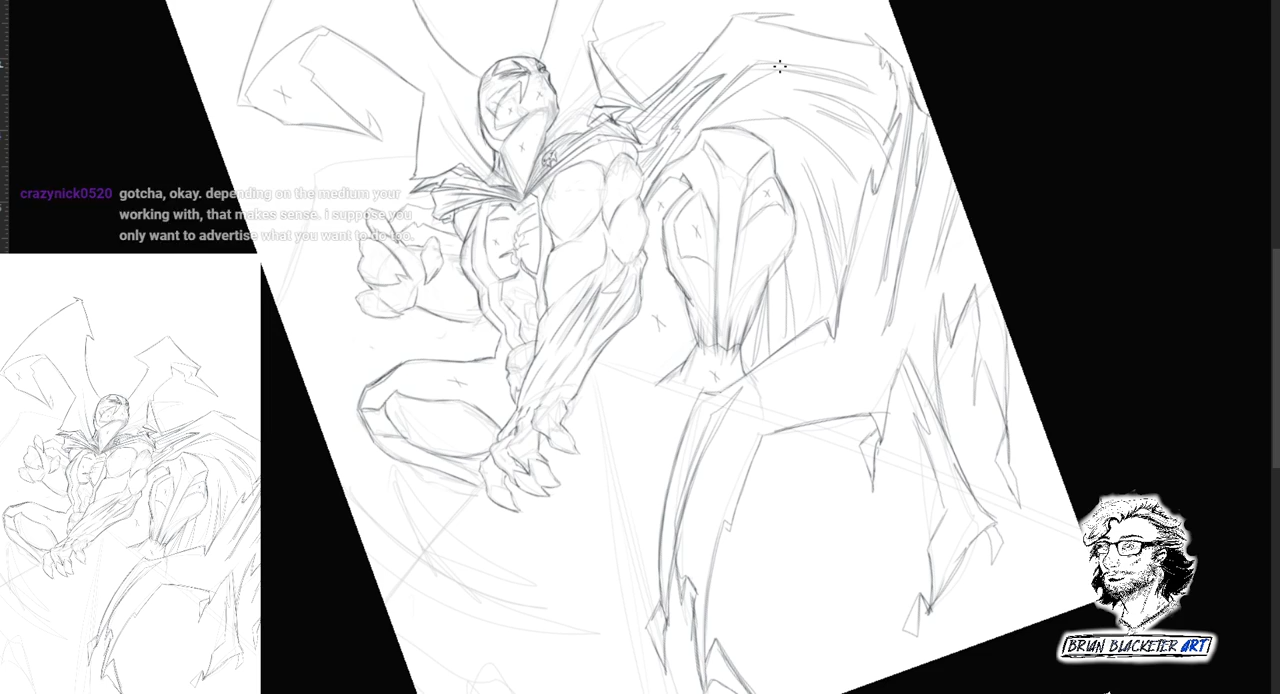 crazynick0520 gotcha, okay. depending on the medium your
working with, that makes sense. i suppose you
only want to advertise what you want to do too.
BRIAN BLACKETER ART